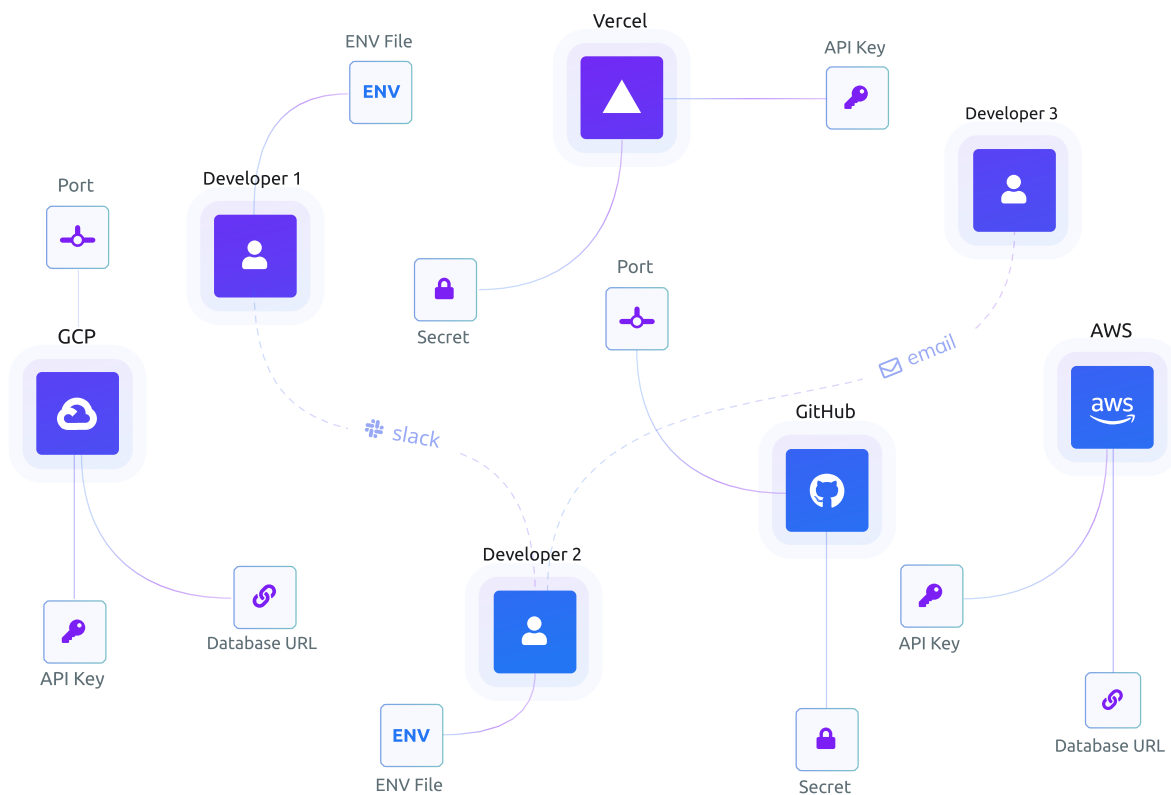 Vercel
ENV File
ENV
API Key
Developer 3
Developer 1
Port
Secret
Port
GCP
AWS
aws
email
GitHub
slack
Developer 2
Database URL
API Key
API Key
Database URL
ENV
ENV File
Secret